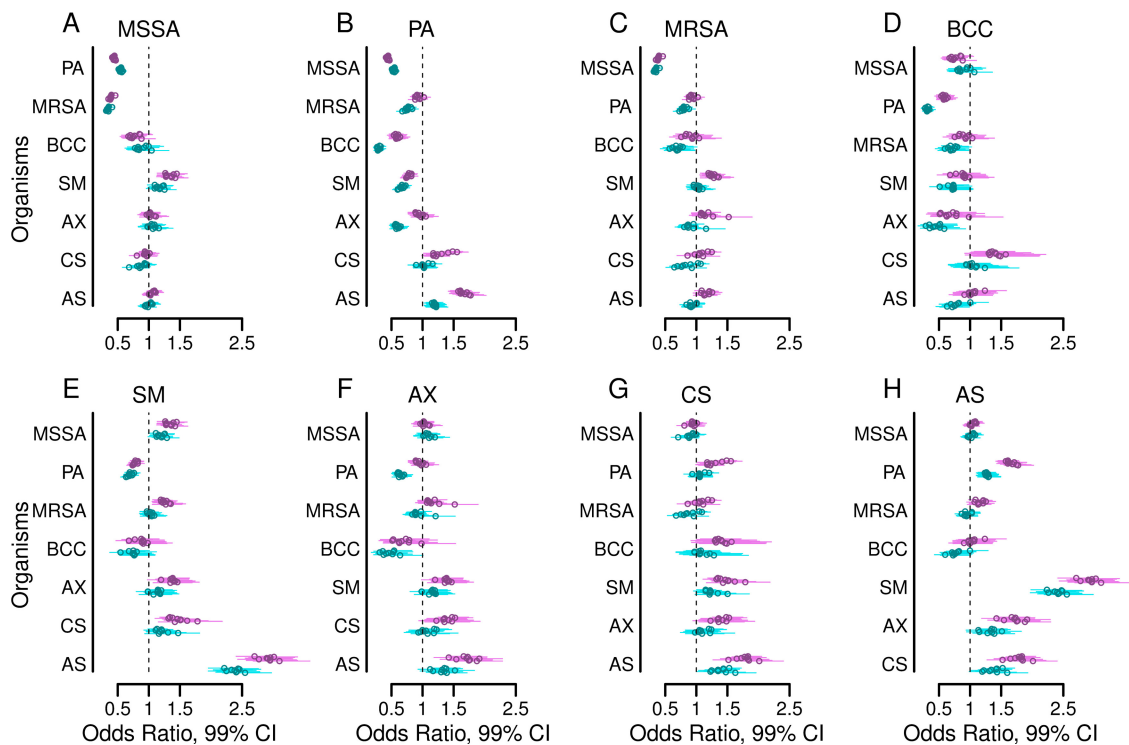 A MSSA
B PA
C MRSA
D BCC
Organisms
PA
MRSA
BCC
SM
AX
CS
AS
0.5 1 1.5 2.5
MSSA
MRSA
BCC
SM
AX
CS
AS
0.5 1 1.5 2.5
MSSA
PA
BCC
SM
AX
CS
AS
0.5 1 1.5 2.5
MSSA
PA
MRSA
SM
AX
CS
AS
0.5 1 1.5 2.5
E SM
F AX
G CS
H AS
Organisms
MSSA
PA
MRSA
BCC
AX
CS
AS
0.5 1 1.5 2.5
Odds Ratio, 99% CI
MSSA
PA
MRSA
BCC
SM
CS
AS
0.5 1 1.5 2.5
Odds Ratio, 99% CI
MSSA
PA
MRSA
BCC
SM
AX
AS
0.5 1 1.5 2.5
Odds Ratio, 99% CI
MSSA
PA
MRSA
BCC
SM
AX
CS
0.5 1 1.5 2.5
Odds Ratio, 99% CI